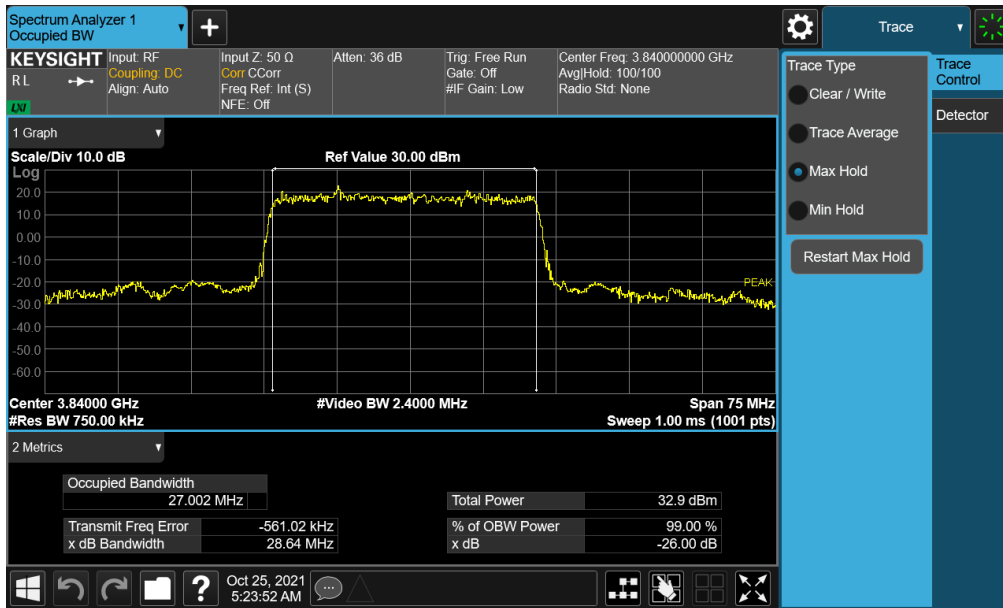 Spectrum Analyzer 1
Occupied BW
+
Trace
KEYSIGHT
R L
LXI
Input: RF
Coupling: DC
Align: Auto
Input Z: 50 Ω
Corr CCorr
Freq Ref: Int (S)
NFE: Off
Atten: 36 dB
Trig: Free Run
Gate: Off
#IF Gain: Low
Center Freq: 3.840000000 GHz
Avg|Hold: 100/100
Radio Std: None
Trace Type
Clear / Write
Trace Average
Max Hold
Min Hold
Restart Max Hold
Trace
Control
Detector
1 Graph
Scale/Div 10.0 dB
Ref Value 30.00 dBm
Log
20.0
10.0
0.00
-10.0
-20.0
-30.0
-40.0
-50.0
-60.0
PEAK
Center 3.84000 GHz
#Video BW 2.4000 MHz
Span 75 MHz
#Res BW 750.00 kHz
Sweep 1.00 ms (1001 pts)
2 Metrics
Occupied Bandwidth
27.002 MHz
Total Power 32.9 dBm
Transmit Freq Error -561.02 kHz
% of OBW Power 99.00 %
x dB Bandwidth 28.64 MHz
x dB -26.00 dB
?
Oct 25, 2021
5:23:52 AM